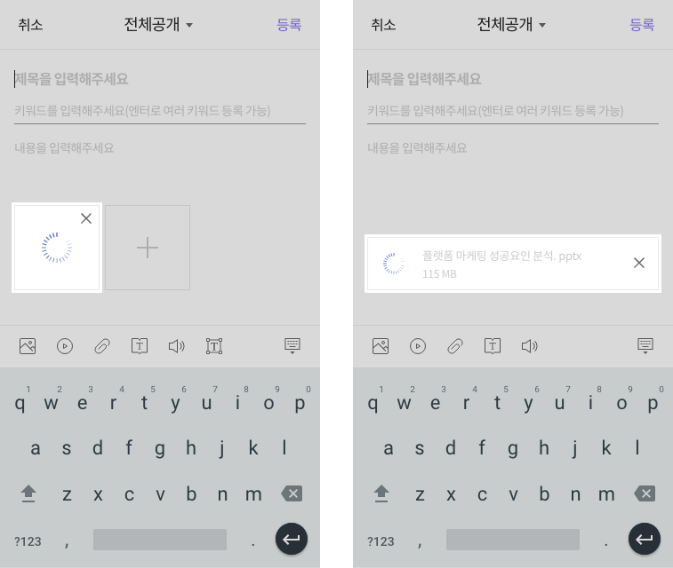 취소 전체공개 등록
제목을 입력해주세요
키워드를 입력해주세요(엔터로 여러 키워드 등록 가능)
내용을 입력해주세요
T T
1 2 3 4 5 6 7 8 9 0
q w e r t y u i o p
a s d f g h j k l
z x c v b n m
?123 , .
취소 전체공개 등록
제목을 입력해주세요
키워드를 입력해주세요(엔터로 여러 키워드 등록 가능)
내용을 입력해주세요
플랫폼 마케팅 성공요인 분석. pptx
115 MB
T
1 2 3 4 5 6 7 8 9 0
q w e r t y u i o p
a s d f g h j k l
z x c v b n m
?123 , .